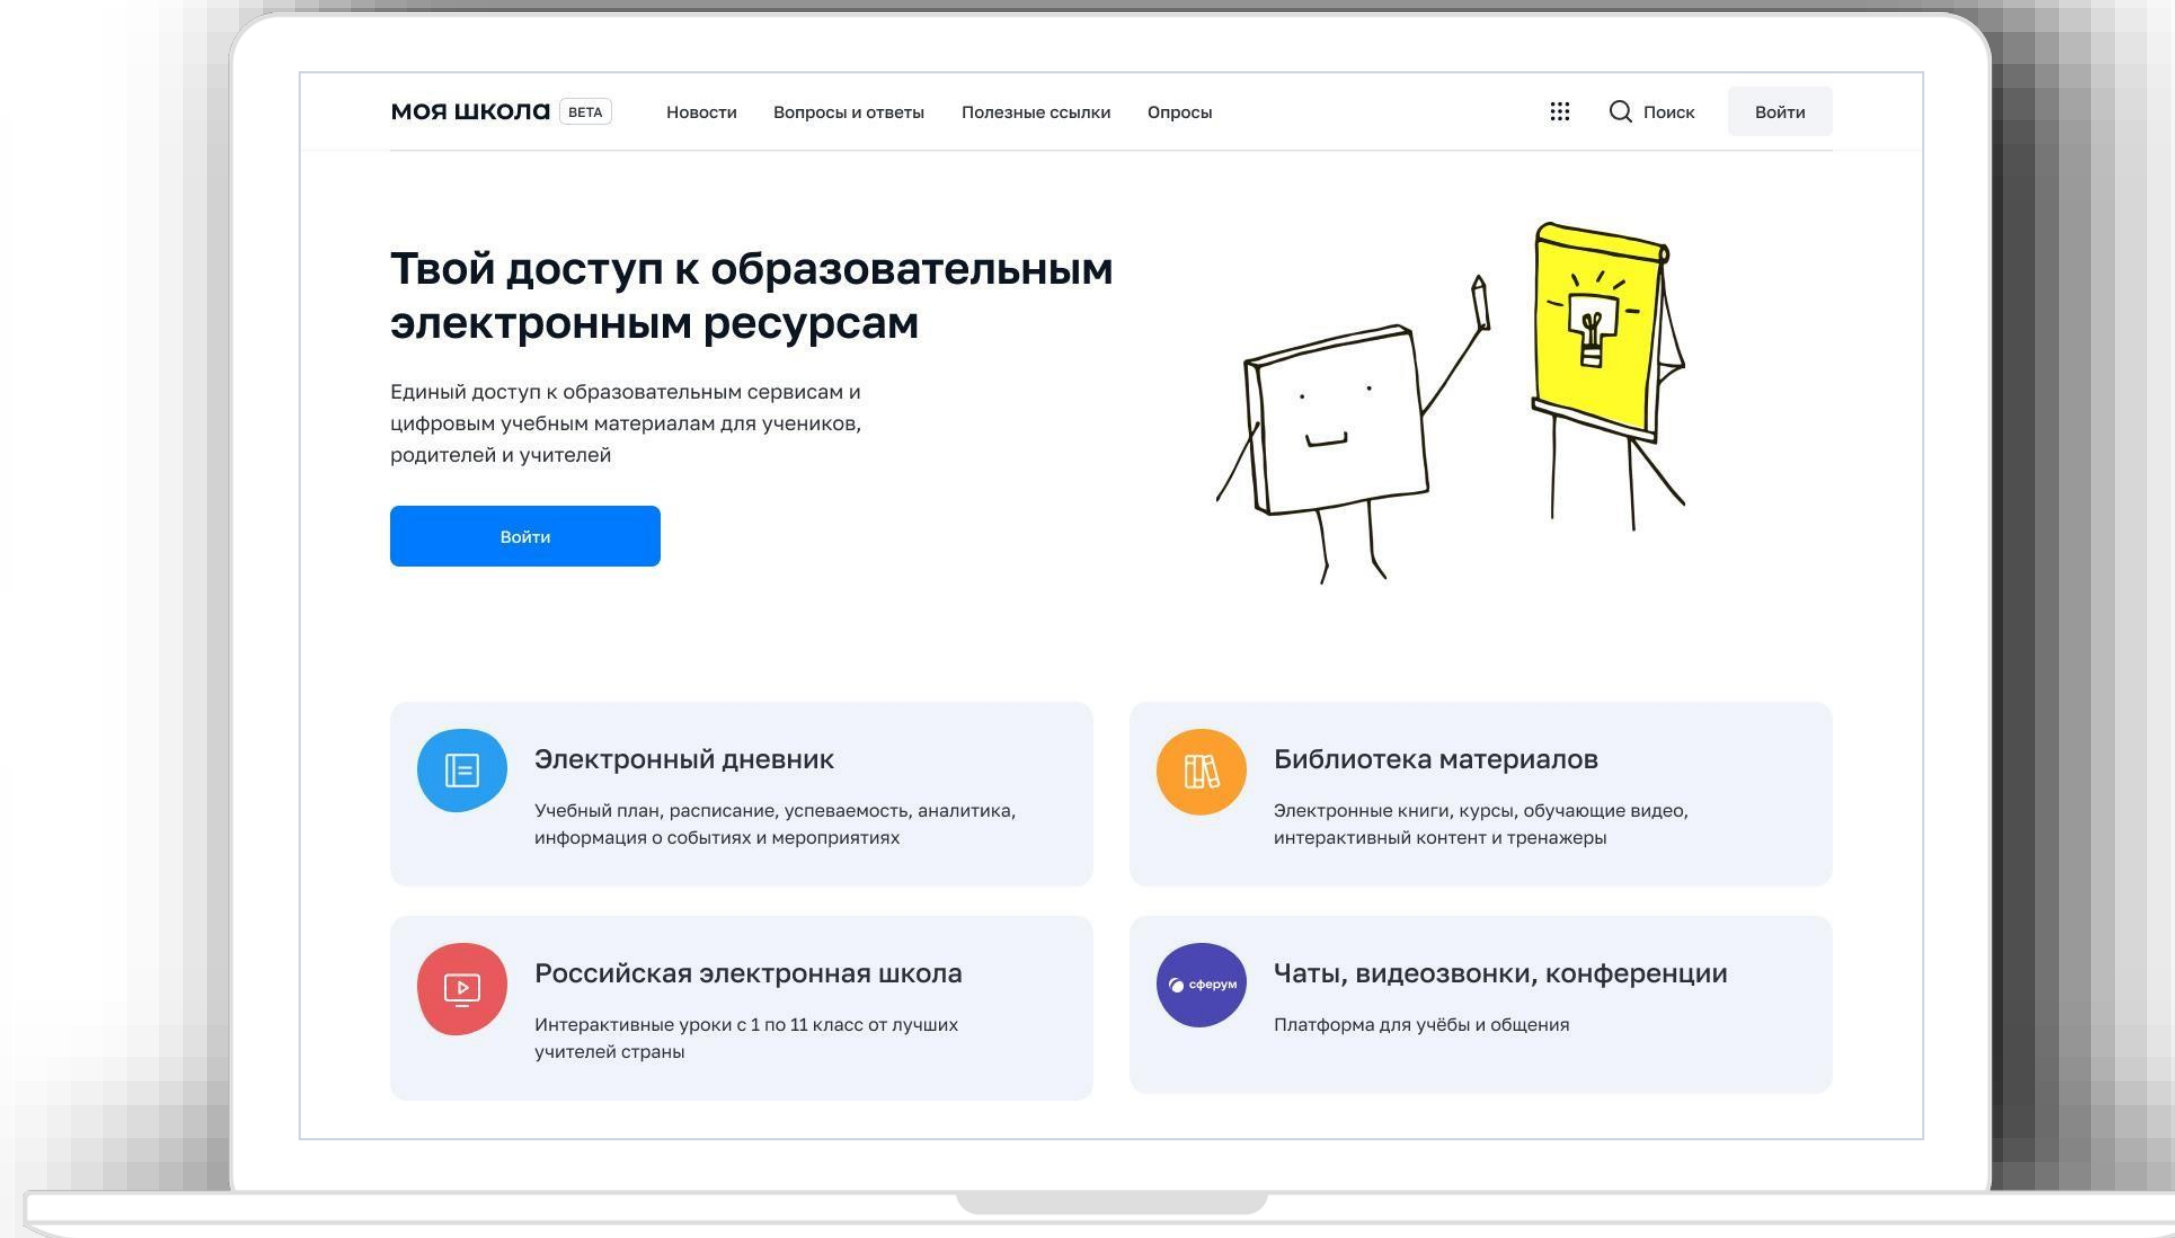 моя школа BETA Новости Вопросы и ответы Полезные ссылки Опросы Поиск Войти
Твой доступ к образовательным
электронным ресурсам
Единый доступ к образовательным сервисам и
цифровым учебным материалам для учеников,
родителей и учителей
Войти
Электронный дневник
Учебный план, расписание, успеваемость, аналитика,
информация о событиях и мероприятиях
Библиотека материалов
Электронные книги, курсы, обучающие видео,
интерактивный контент и тренажеры
Российская электронная школа
Интерактивные уроки с 1 по 11 класс от лучших
учителей страны
сферум
Чаты, видеозвонки, конференции
Платформа для учёбы и общения